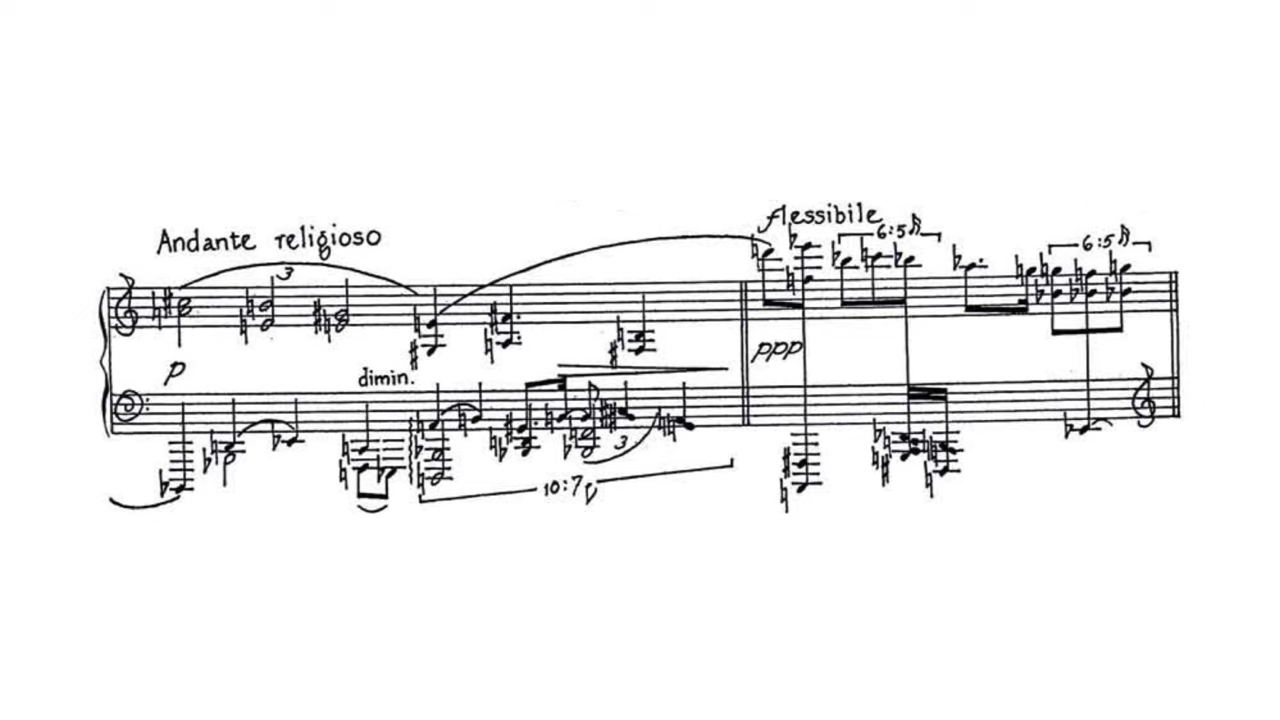 flessibile
6:5
6:5
Andante religioso
3
p
ppp
dimin.
3
10:7